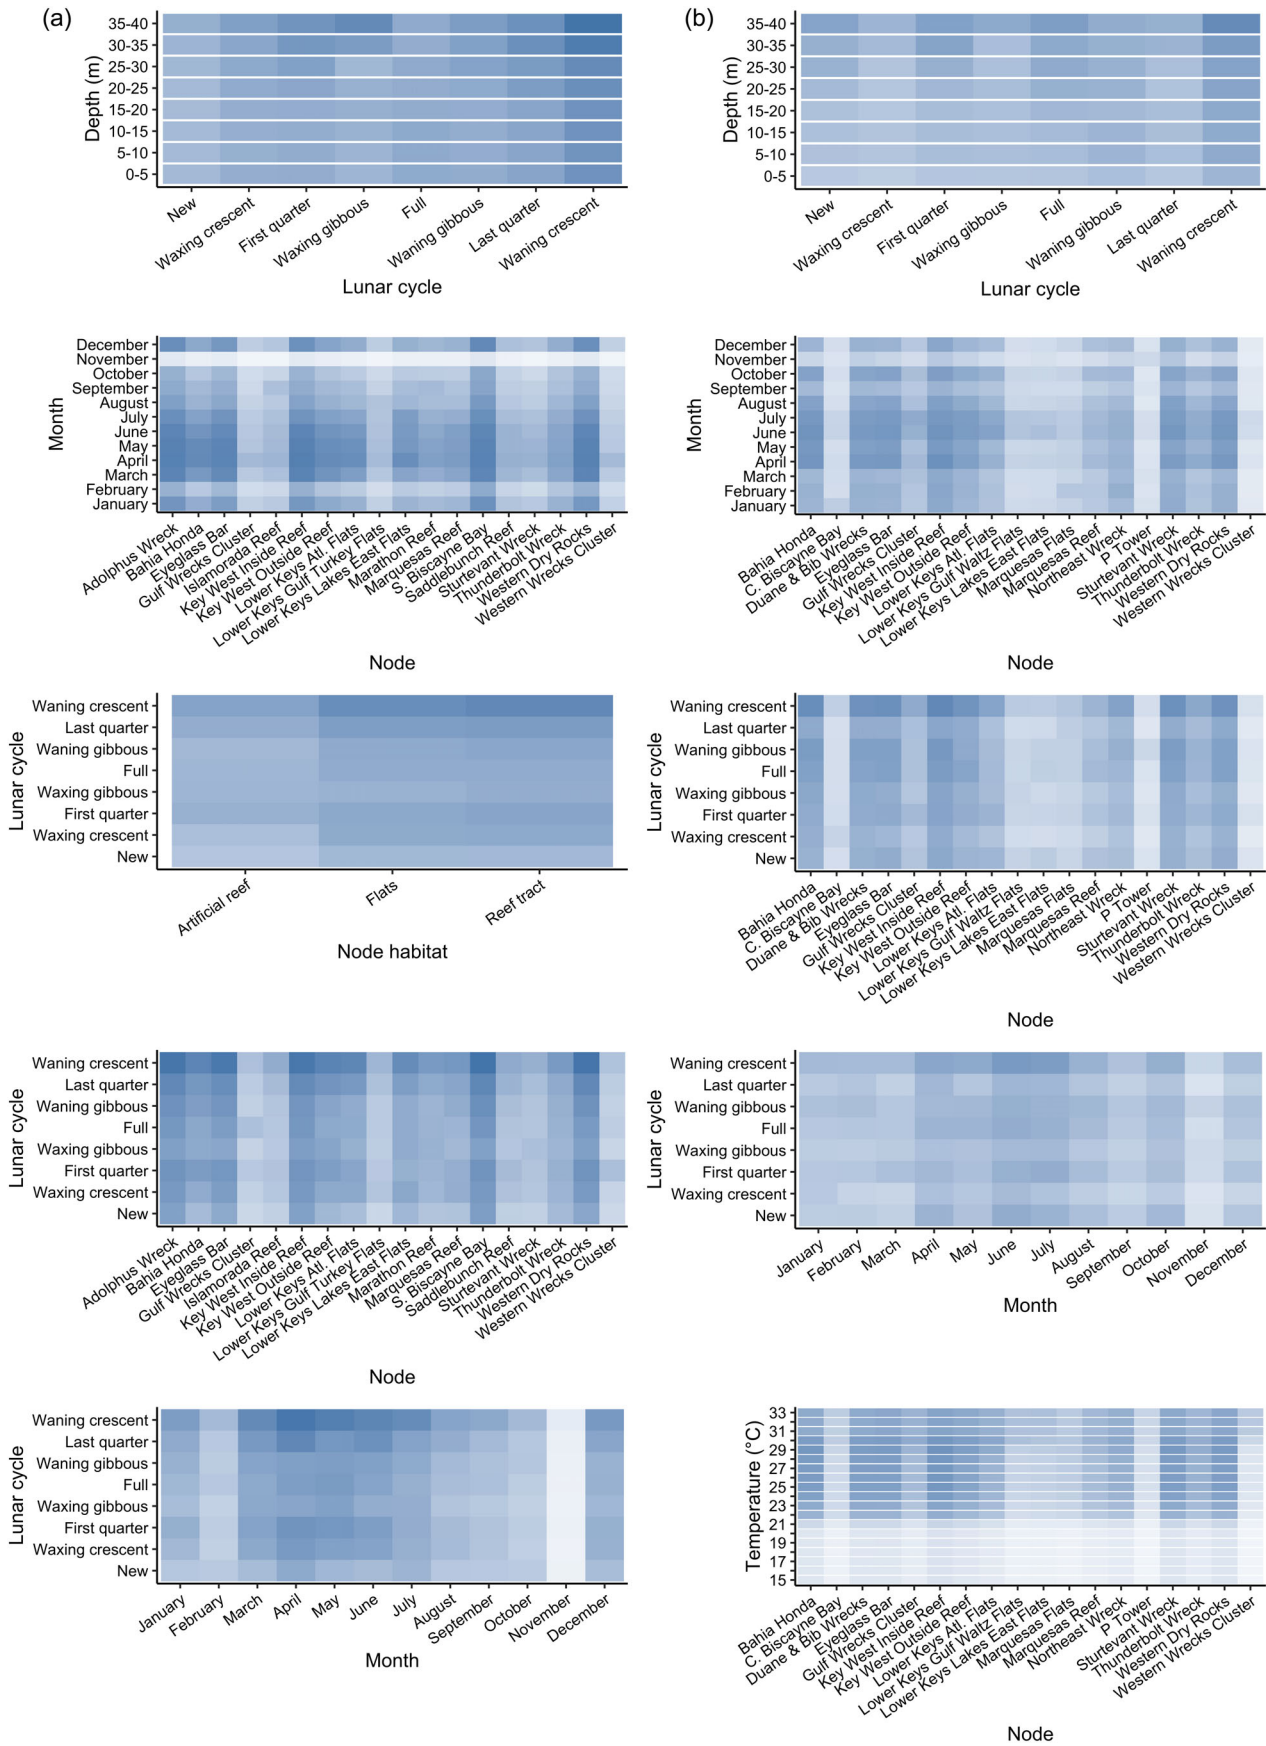 (a)
Depth (m)
35-40
30-35
25-30
20-25
15-20
10-15
5-10
0-5
New
Waxing crescent
First quarter
Waxing gibbous
Full
Waning gibbous
Last quarter
Waning crescent
Lunar cycle
(b)
Depth (m)
35-40
30-35
25-30
20-25
15-20
10-15
5-10
0-5
New
Waxing crescent
First quarter
Waxing gibbous
Full
Waning gibbous
Last quarter
Waning crescent
Lunar cycle
Month
December
November
October
September
August
July
June
May
April
March
February
January
Adolphus Wreck
Bahia Honda
Eyeglass Bar
Gulf Wrecks Cluster
Islamorada Reef
Key West Inside Reef
Key West Outside Reef
Lower Keys Atl. Flats
Lower Keys Gulf Turkey Flats
Lower Keys Lakes East Flats
Marathon Reef
Marquesas Reef
S. Biscayne Bay
Saddlebunch Reef
Sturtevant Wreck
Thunderbolt Wreck
Western Dry Rocks
Western Wrecks Cluster
Node
Month
December
November
October
September
August
July
June
May
April
March
February
January
Bahia Honda
C. Biscayne Bay
Duane & Bib Wrecks
Eyeglass Bar
Gulf Wrecks Cluster
Key West Inside Reef
Key West Outside Reef
Lower Keys Atl. Flats
Lower Keys Gulf Waltz Flats
Lower Keys Lakes East Flats
Marquesas Flats
Marquesas Reef
Northeast Wreck
P Tower
Sturtevant Wreck
Thunderbolt Wreck
Western Dry Rocks
Western Wrecks Cluster
Node
Lunar cycle
Waning crescent
Last quarter
Waning gibbous
Full
Waxing gibbous
First quarter
Waxing crescent
New
Artificial reef
Flats
Reef tract
Node habitat
Lunar cycle
Waning crescent
Last quarter
Waning gibbous
Full
Waxing gibbous
First quarter
Waxing crescent
New
Bahia Honda
C. Biscayne Bay
Duane & Bib Wrecks
Eyeglass Bar
Gulf Wrecks Cluster
Key West Inside Reef
Key West Outside Reef
Lower Keys Atl. Flats
Lower Keys Gulf Waltz Flats
Lower Keys Lakes East Flats
Marquesas Flats
Marquesas Reef
Northeast Wreck
P Tower
Sturtevant Wreck
Thunderbolt Wreck
Western Dry Rocks
Western Wrecks Cluster
Node
Lunar cycle
Waning crescent
Last quarter
Waning gibbous
Full
Waxing gibbous
First quarter
Waxing crescent
New
Adolphus Wreck
Bahia Honda
Eyeglass Bar
Gulf Wrecks Cluster
Islamorada Reef
Key West Inside Reef
Key West Outside Reef
Lower Keys Atl. Flats
Lower Keys Gulf Turkey Flats
Lower Keys Lakes East Flats
Marathon Reef
Marquesas Reef
S. Biscayne Bay
Saddlebunch Reef
Sturtevant Wreck
Thunderbolt Wreck
Western Dry Rocks
Western Wrecks Cluster
Node
Lunar cycle
Waning crescent
Last quarter
Waning gibbous
Full
Waxing gibbous
First quarter
Waxing crescent
New
January
February
March
April
May
June
July
August
September
October
November
December
Month
Lunar cycle
Waning crescent
Last quarter
Waning gibbous
Full
Waxing gibbous
First quarter
Waxing crescent
New
January
February
March
April
May
June
July
August
September
October
November
December
Month
Temperature (°C)
33
31
29
27
25
23
21
19
17
15
Bahia Honda
C. Biscayne Bay
Duane & Bib Wrecks
Eyeglass Bar
Gulf Wrecks Cluster
Key West Inside Reef
Key West Outside Reef
Lower Keys Atl. Flats
Lower Keys Gulf Waltz Flats
Lower Keys Lakes East Flats
Marquesas Flats
Marquesas Reef
Northeast Wreck
P Tower
Sturtevant Wreck
Thunderbolt Wreck
Western Dry Rocks
Western Wrecks Cluster
Node